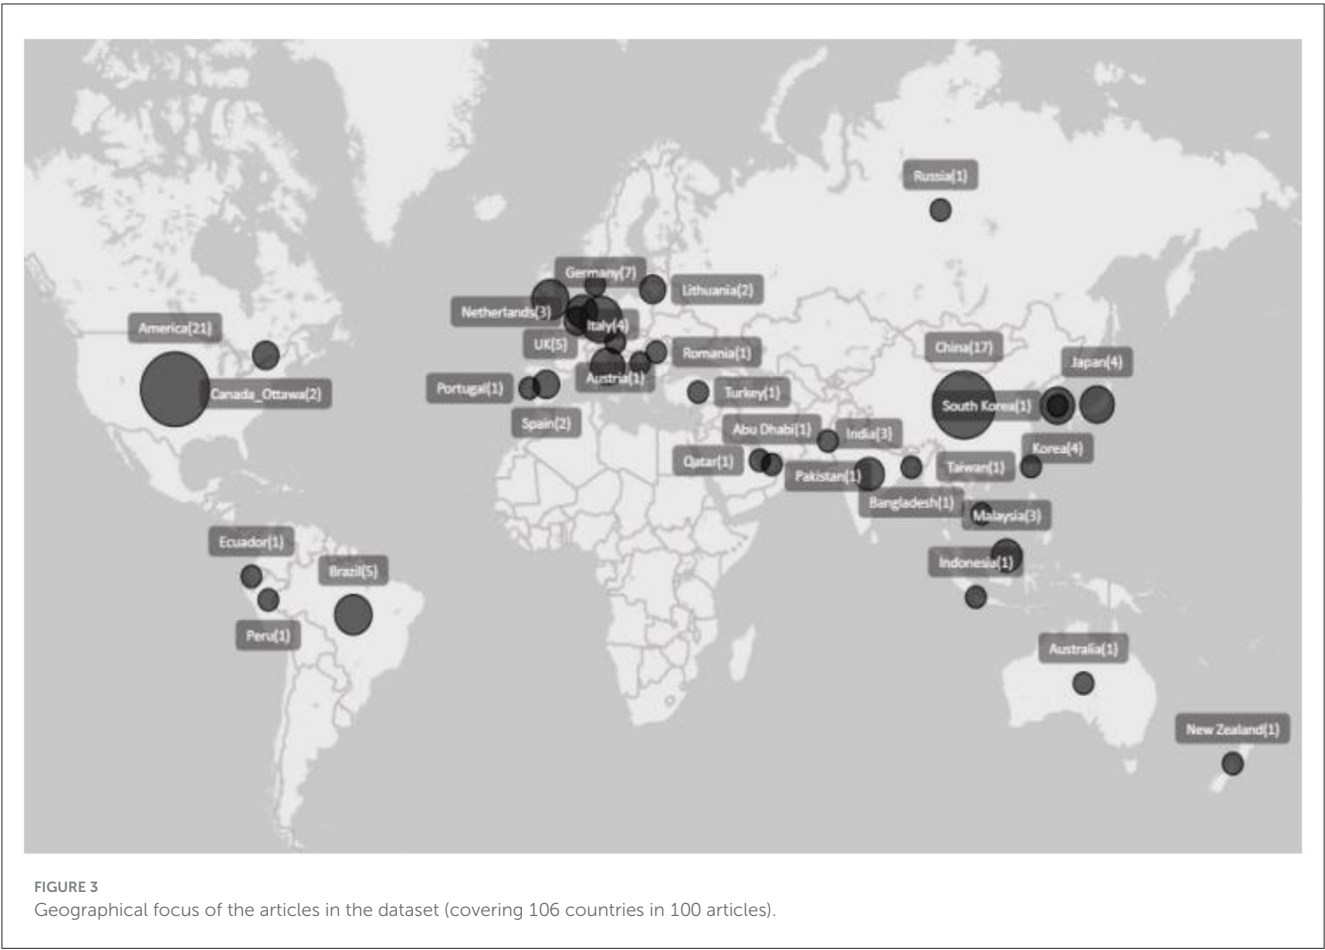 Russia(1)
Germany(7)
Lithuania(2)
Netherlands(3)
America(21)
Italy(4)
UK(5)
China(17)
Romania(1)
Japan(4)
Austria(1)
Portugal(1)
Canada_Ottawa(2)
Turkey(1)
South Korea(1)
Spain(2)
Abu Dhabi(1)
India(3)
Korea(4)
Qatar(1)
Pakistan(1)
Taiwan(1)
Bangladesh(1)
Malaysia(3)
Ecuador(1)
Indonesia(1)
Brazil(5)
Peru(1)
Australia(1)
New Zealand(1)
FIGURE 3
Geographical focus of the articles in the dataset (covering 106 countries in 100 articles).